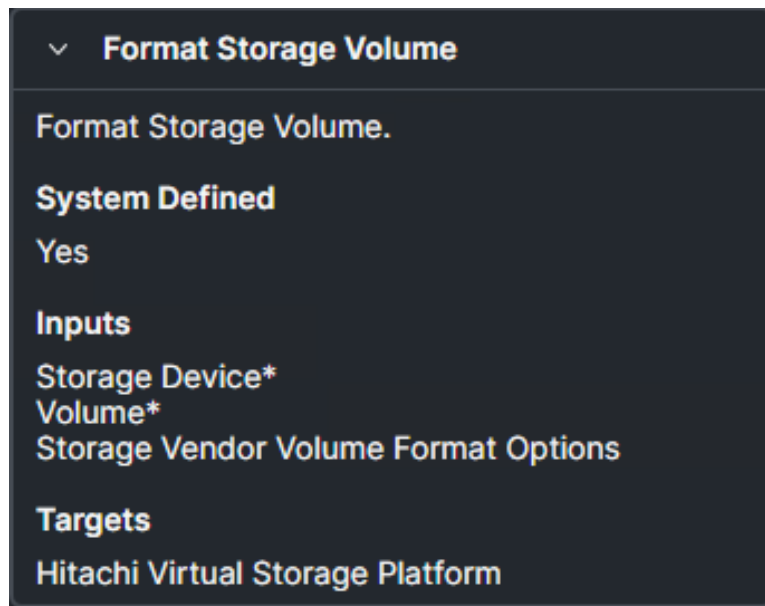 Format Storage Volume
Format Storage Volume.
System Defined
Yes
Inputs
Storage Device*
Volume*
Storage Vendor Volume Format Options
Targets
Hitachi Virtual Storage Platform